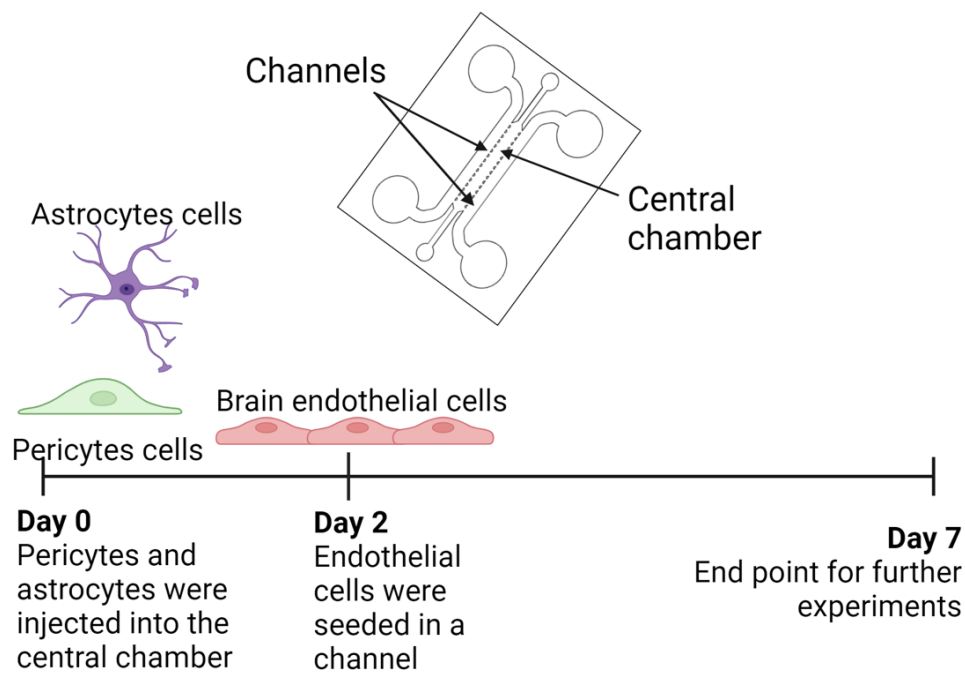 Channels
Central
chamber
Astrocytes cells
Brain endothelial cells
Pericytes cells
Day 0
Pericytes and
astrocytes were
injected into the
central chamber
Day 2
Endothelial
cells were
seeded in a
channel
Day 7
End point for further
experiments